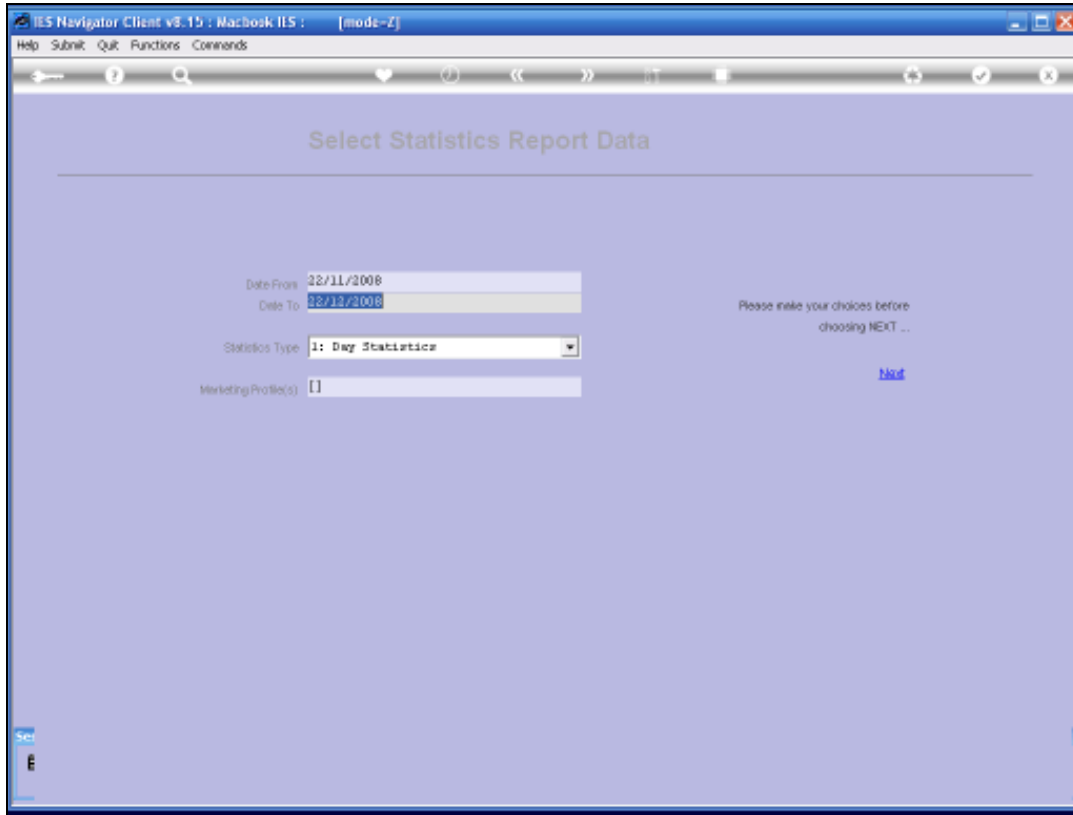 IES Navigator Client v8.15 : Macbook IES : [mode-Z]
Help Submit Quit Functions Commands
Select Statistics Report Data
Date From 22/11/2008
Date To 22/12/2008
Please make your choices before
choosing NEXT ...
Statistics Type 1: Day Statistics
Next
Marketing Profile(s) []
Ser